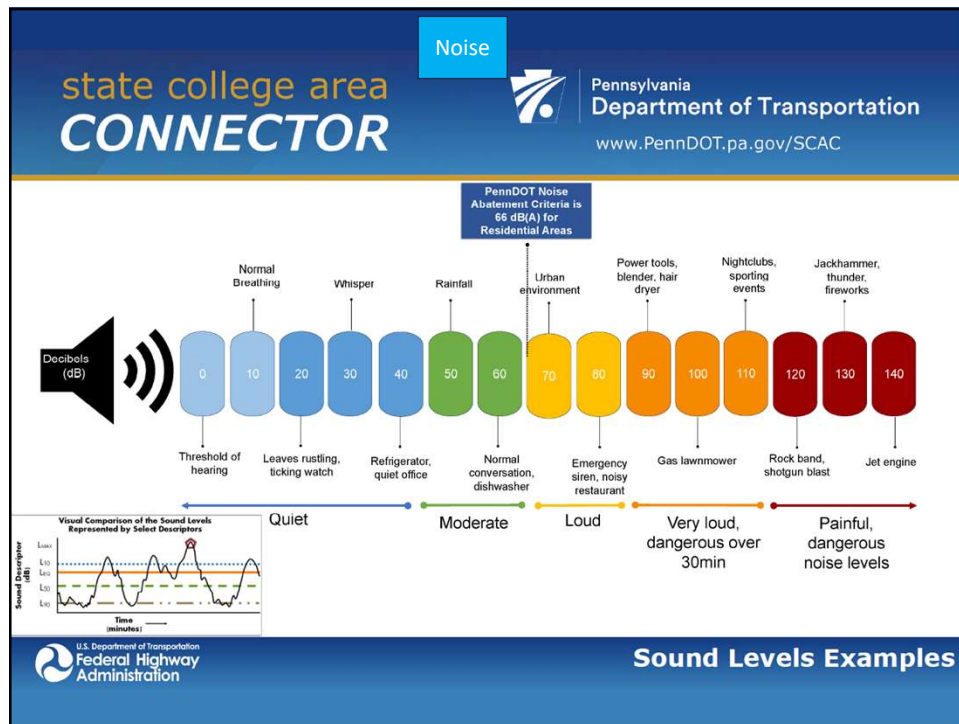 Noise
state college area
CONNECTOR
Pennsylvania
Department of Transportation
www.PennDOT.pa.gov/SCAC
PennDOT Noise
Abatement Criteria is
66 dB(A) for
Residential Areas
Normal
Breathing
Whisper
Rainfall
Urban
environment
Power tools,
blender, hair
dryer
Nightclubs,
sporting
events
Jackhammer,
thunder,
fireworks
Decibels
(dB)
0 10 20 30 40 50 60 70 80 90 100 110 120 130 140
Threshold of
hearing
Leaves rustling,
ticking watch
Refrigerator,
quiet office
Normal
conversation,
dishwasher
Emergency
siren, noisy
restaurant
Gas lawnmower
Rock band,
shotgun blast
Jet engine
Quiet
Moderate
Loud
Very loud,
dangerous over
30min
Painful,
dangerous
noise levels
Visual Comparison of the Sound Levels
Represented by Select Descriptors
Sound Descriptor
(dB)
LMAX
L10
LEQ
L50
L90
Time
(minutes)
U.S. Department of Transportation
Federal Highway
Administration
Sound Levels Examples